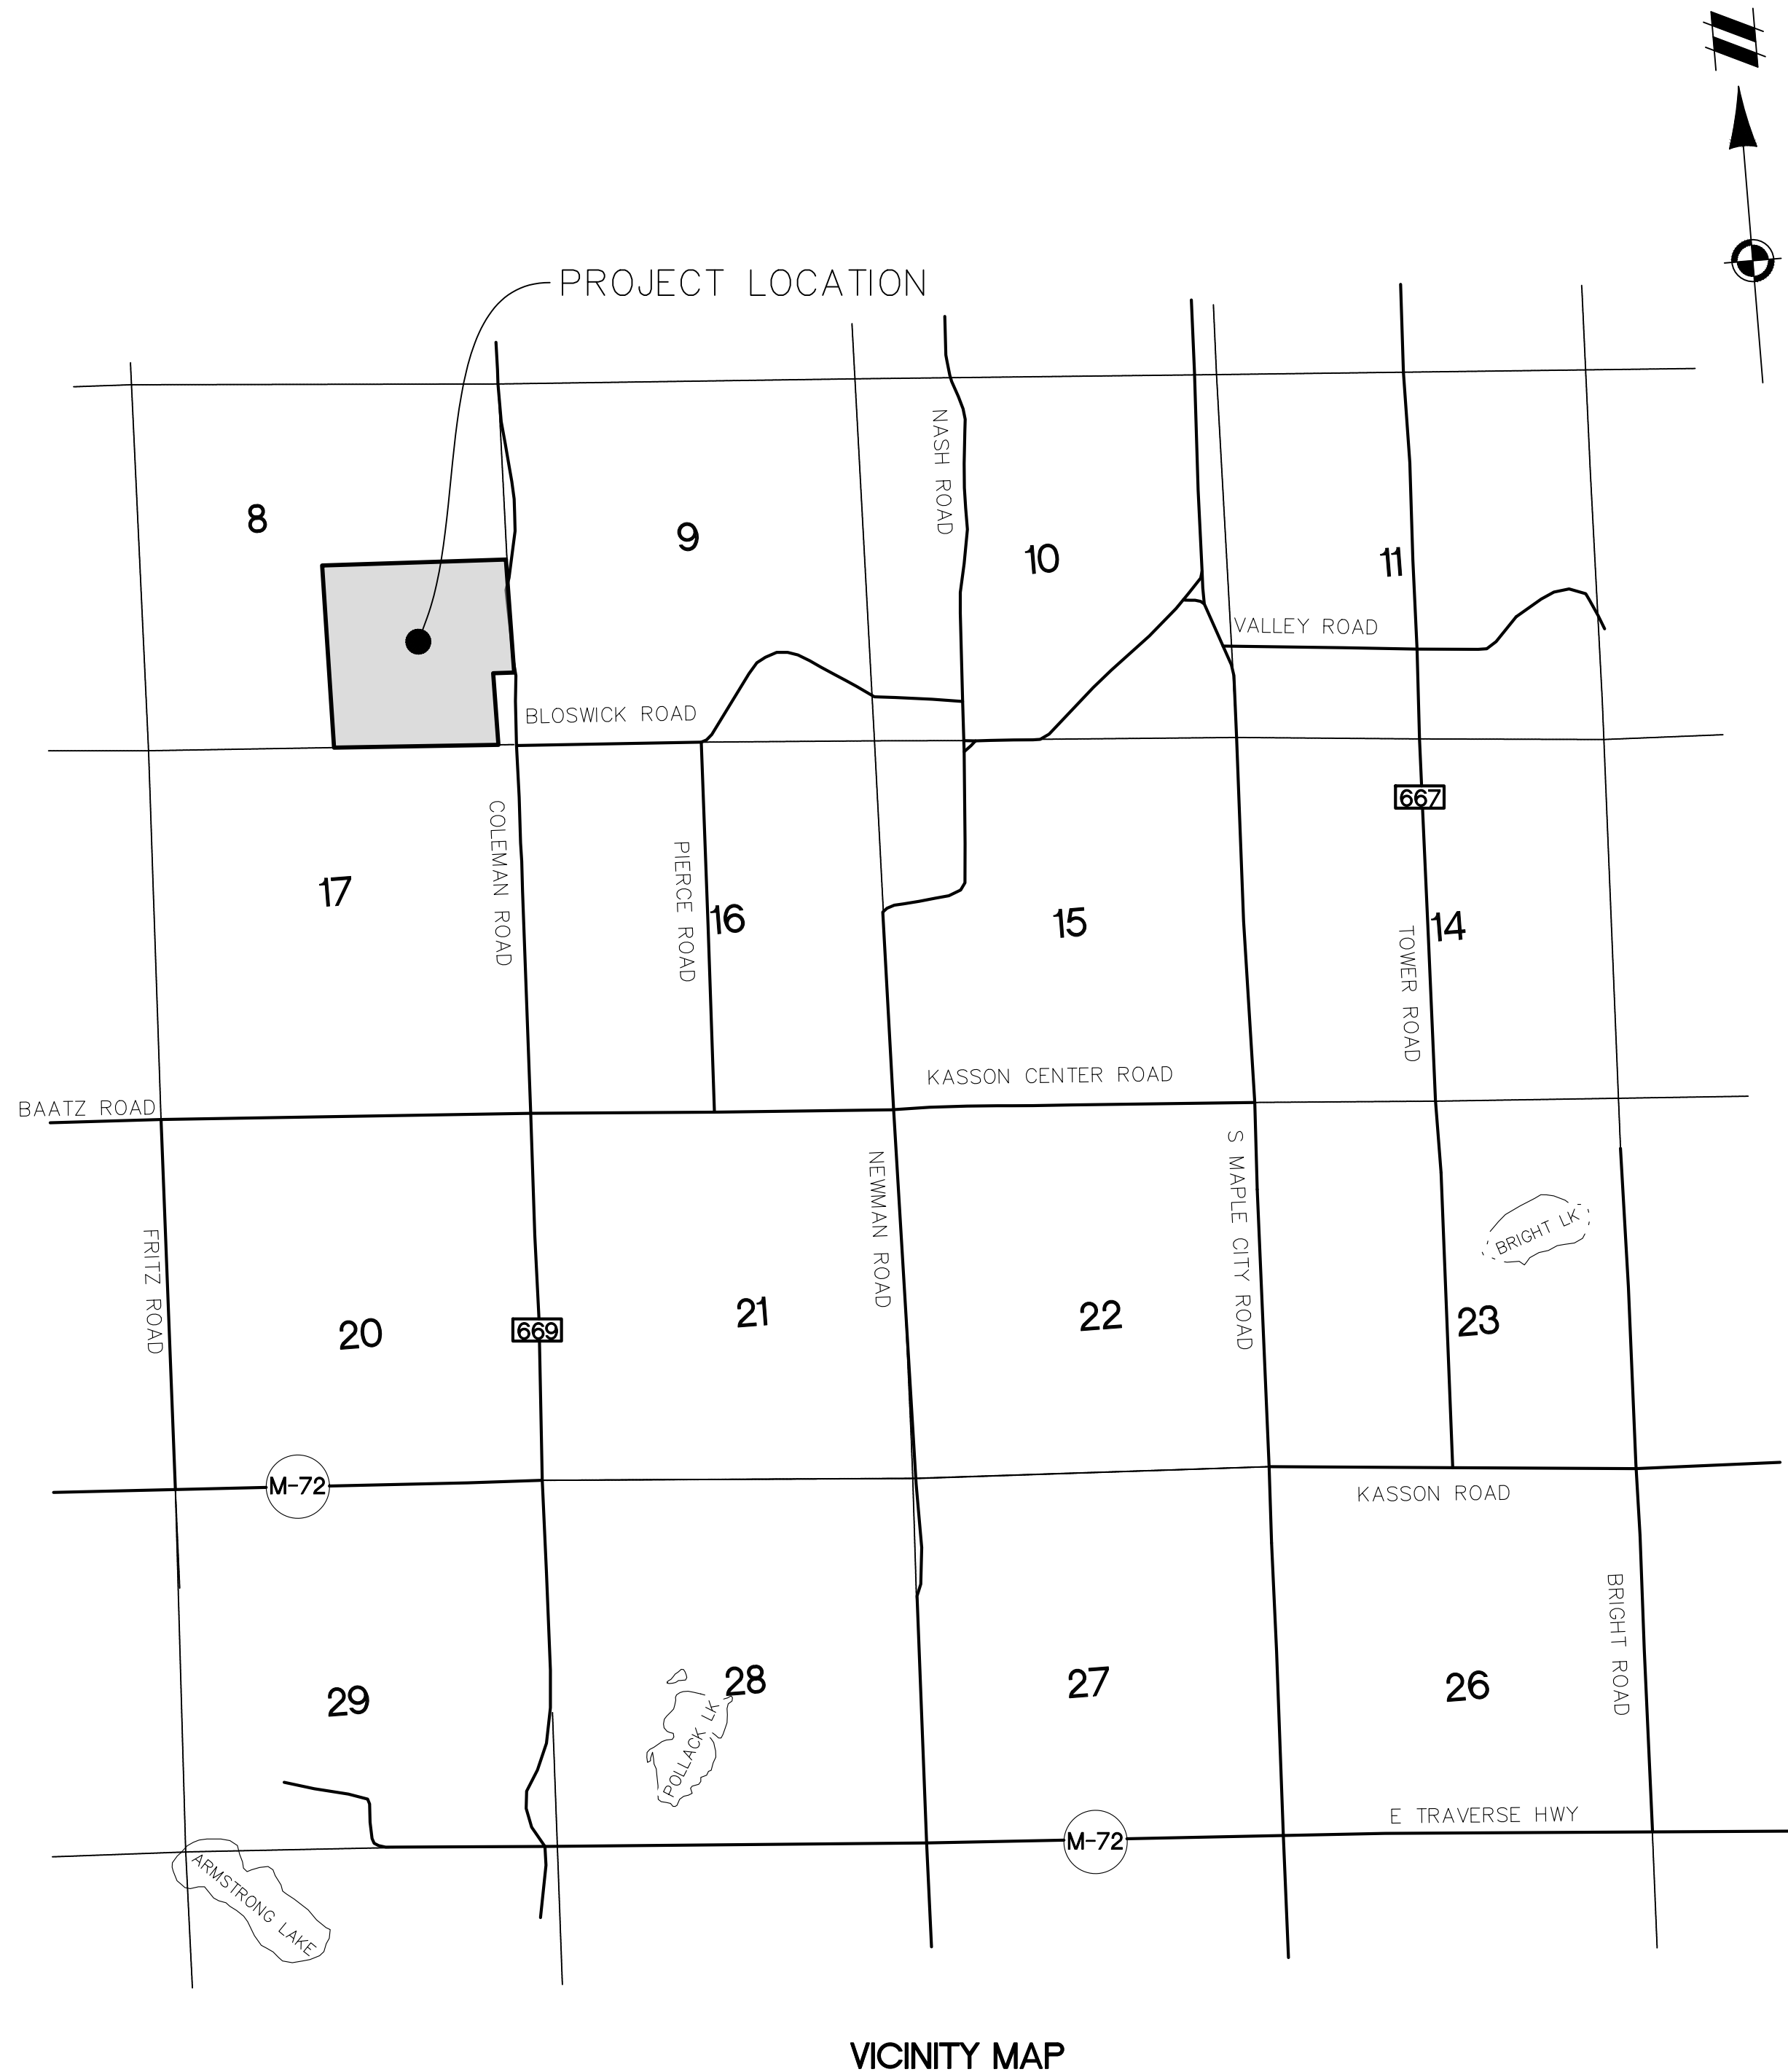 PROJECT LOCATION
NASH ROAD
8
9
10
11
VALLEY ROAD
BLOSWICK ROAD
667
COLEMAN ROAD
PIERCE ROAD
17
16
15
14
TOWER ROAD
KASSON CENTER ROAD
BAATZ ROAD
FRITZ ROAD
NEWMAN ROAD
S MAPLE CITY ROAD
BRIGHT LK
20
669
21
22
23
M-72
KASSON ROAD
BRIGHT ROAD
29
28
POLLACK LK
27
26
E TRAVERSE HWY
M-72
ARMSTRONG LAKE
VICINITY MAP